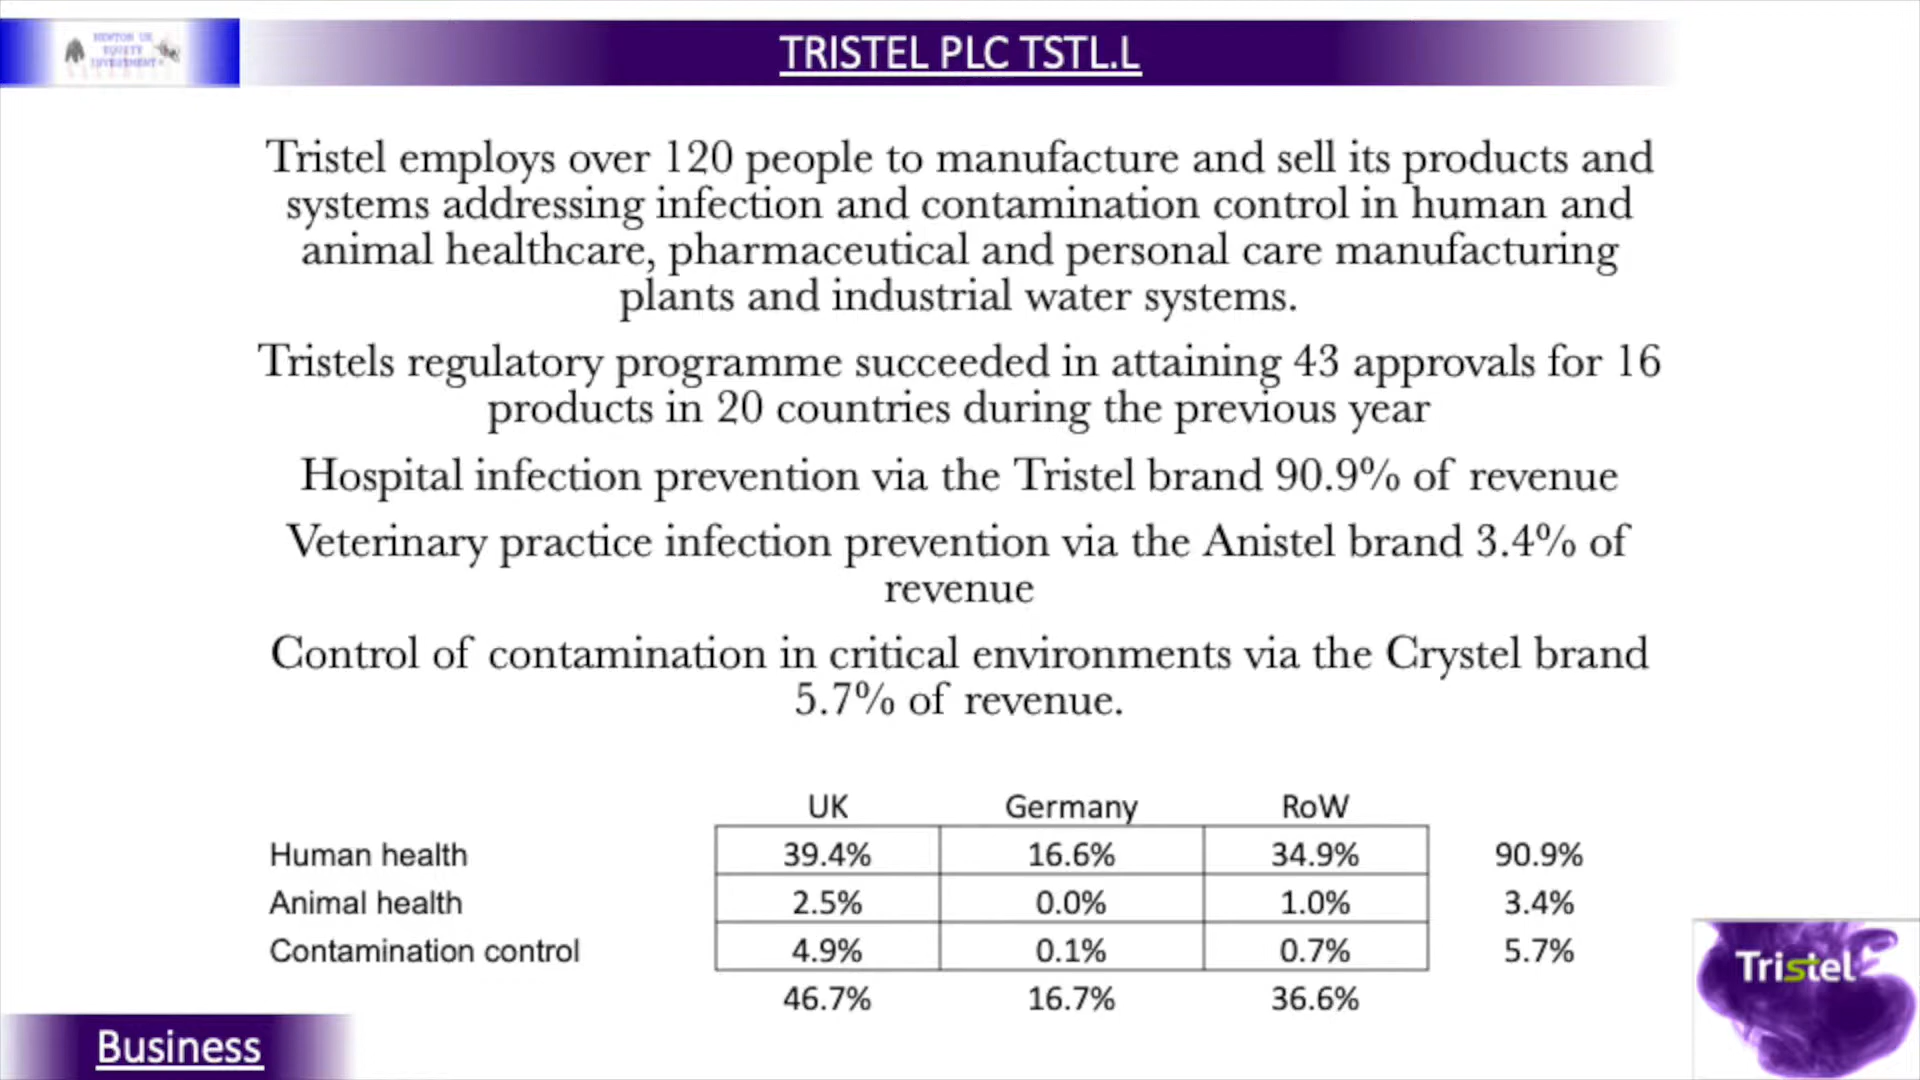 HENTON UK
EQUITY
INVESTMENT
TRISTEL PLC TSTL.L
Tristel employs over 120 people to manufacture and sell its products and
systems addressing infection and contamination control in human and
animal healthcare, pharmaceutical and personal care manufacturing
plants and industrial water systems.
Tristels regulatory programme succeeded in attaining 43 approvals for 16
products in 20 countries during the previous year
Hospital infection prevention via the Tristel brand 90.9% of revenue
Veterinary practice infection prevention via the Anistel brand 3.4% of
revenue
Control of contamination in critical environments via the Crystel brand
5.7% of revenue.
UK Germany RoW
Human health 39.4% 16.6% 34.9% 90.9%
Animal health 2.5% 0.0% 1.0% 3.4%
Contamination control 4.9% 0.1% 0.7% 5.7%
46.7% 16.7% 36.6%
Tristel
Business